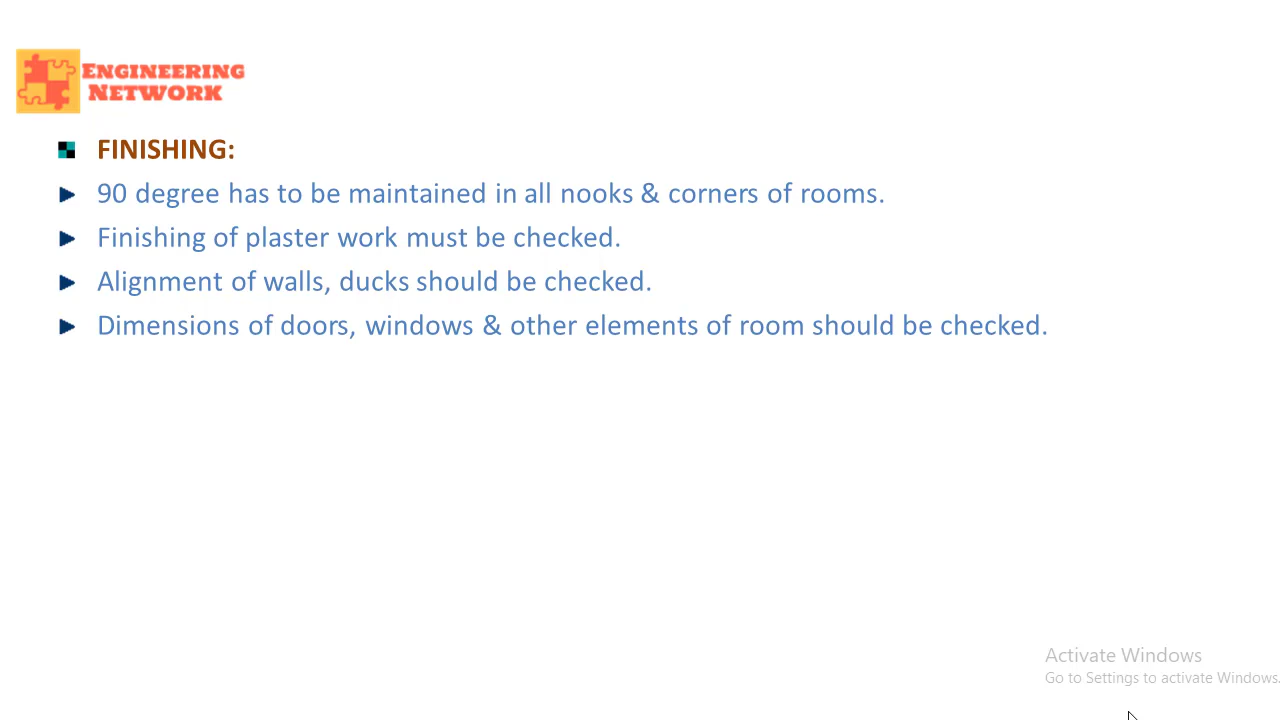 ENGINEERING
NETWORK
FINISHING:
90 degree has to be maintained in all nooks & corners of rooms.
Finishing of plaster work must be checked.
Alignment of walls, ducks should be checked.
Dimensions of doors, windows & other elements of room should be checked.
Activate Windows
Go to Settings to activate Windows.